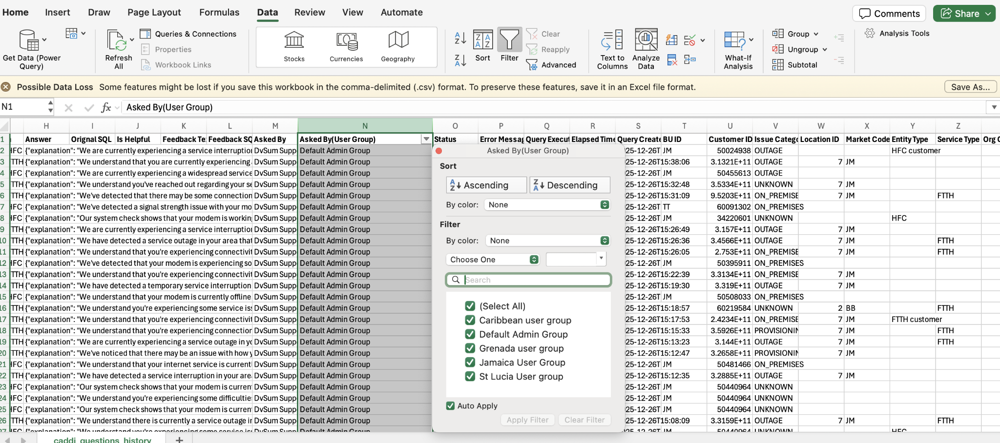 Home Insert Draw Page Layout Formulas Data Review View Automate Comments Share
Get Data (Power Query)
Refresh All
Queries & Connections
Properties
Workbook Links
Stocks Currencies Geography
Sort Filter
Clear
Reapply
Advanced
Text to Columns
Analyze Data
What-If Analysis
Group
Ungroup
Subtotal
Analysis Tools
Possible Data Loss Some features might be lost if you save this workbook in the comma-delimited (.csv) format. To preserve these features, save it in an Excel file format. Save As...
N1 fx Asked By(User Group)
H I J K L M N O P Q R S T U V W X Y Z
1 Answer Orignal SQL Is Helpful Feedback Te Feedback SQ Asked By Asked By(User Group) Status Error Messag Query Execut Elapsed Time Query Create BU ID Customer ID Issue Catego Location ID Market Code Entity Type Service Type Org
2 HFC {"explanation": "We are currently experiencing a service interruption DvSum Supp Default Admin Group 25-12-26T JM 50024938 OUTAGE HFC customer
3 TTH {"explanation": "We understand that you are currently experiencing DvSum Supp Default Admin Group 25-12-26T15:38:06 3.1321E+11 OUTAGE 7 JM
4 HFC {"explanation": "We are currently experiencing a widespread service DvSum Supp Default Admin Group 25-12-26T JM 50455613 OUTAGE
5 TTH {"explanation": "We understand you've reached out regarding your se DvSum Supp Default Admin Group 25-12-26T15:32:48 3.5334E+11 UNKNOWN 7 JM
6 TTH {"explanation": "We've detected that there may be some connection DvSum Supp Default Admin Group 25-12-26T15:31:09 9.5203E+11 ON_PREMISE 7 JM FTTH
7 HFC {"explanation": "We've detected a signal strength issue with your mo DvSum Supp Default Admin Group 25-12-26T TT 60091302 ON_PREMISES
8 HFC {"explanation": "Our system check shows that your modem is working DvSum Supp Default Admin Group 25-12-26T JM 34220601 UNKNOWN HFC
9 TTH {"explanation": "We are currently experiencing a service interruption DvSum Supp Default Admin Group 25-12-26T15:26:49 3.157E+11 OUTAGE 7 JM
10 TTH {"explanation": "We have detected a service outage in your area that DvSum Supp Default Admin Group 25-12-26T15:26:36 3.4566E+11 OUTAGE 7 JM FTTH
11 TTH {"explanation": "We understand that you're experiencing connectivit DvSum Supp Default Admin Group 25-12-26T15:26:05 2.753E+11 ON_PREMISE 7 JM FTTH
12 HFC {"explanation": "We've detected that your modem is experiencing so DvSum Supp Default Admin Group 25-12-26T JM 50395911 ON_PREMISES
13 TTH {"explanation": "We understand that you're experiencing connectivit DvSum Supp Default Admin Group 25-12-26T15:22:39 3.3134E+11 ON_PREMISE 7 JM
14 TTH {"explanation": "We have detected a temporary service interruption DvSum Supp Default Admin Group 25-12-26T15:19:30 3.319E+11 OUTAGE 7 JM
15 HFC {"explanation": "We understand that your modem is currently offline DvSum Supp Default Admin Group 25-12-26T JM 50508033 ON_PREMISES
16 TTH {"explanation": "We understand you're experiencing some service iss DvSum Supp Default Admin Group 25-12-26T15:18:57 60219584 UNKNOWN 2 BB FTTH
17 TTH {"explanation": "We understand that you're experiencing connectivit DvSum Supp Default Admin Group 25-12-26T15:17:53 2.4234E+11 ON_PREMISE 7 JM FTTH customer
18 TTH {"explanation": "We understand that you're experiencing connection DvSum Supp Default Admin Group 25-12-26T15:15:33 3.5926E+11 PROVISIONIN 7 JM FTTH
19 TTH {"explanation": "We are currently experiencing a service outage in yo DvSum Supp Default Admin Group 25-12-26T15:13:23 3.144E+11 OUTAGE 7 JM FTTH
20 TTH {"explanation": "We've noticed that there may be an issue with how y DvSum Supp Default Admin Group 25-12-26T15:12:47 3.2658E+11 PROVISIONIN 7 JM
21 HFC {"explanation": "We understand that your internet service is current DvSum Supp Default Admin Group 25-12-26T JM 50481466 ON_PREMISES
22 TTH {"explanation": "We have detected a service interruption in your area DvSum Supp Default Admin Group 25-12-26T15:12:35 3.2885E+11 OUTAGE 7 JM
23 HFC {"explanation": "Our system check shows that your modem is curren DvSum Supp Default Admin Group 25-12-26T JM 50440964 UNKNOWN
24 HFC {"explanation": "We understand you're experiencing some difficultie DvSum Supp Default Admin Group 25-12-26T JM 50440964 UNKNOWN
25 HFC {"explanation": "Our system check shows that your modem is curren DvSum Supp Default Admin Group 25-12-26T JM 50440964 UNKNOWN
26 TTH {"explanation": "We understand there is currently a service outage in DvSum Supp Default Admin Group 25-12-26T15:08:09 3.3159E+11 OUTAGE 7 JM FTTH
27 HFC {"explanation": "We understand you're experiencing some service is DvSum Supp Default Admin Group 25-12-26T JM 50440964 UNKNOWN HFC
Asked By(User Group)
Sort
Ascending Descending
By color: None
Filter
By color: None
Choose One
Search
(Select All)
Caribbean user group
Default Admin Group
Grenada user group
Jamaica User Group
St Lucia User group
Auto Apply
Apply Filter Clear Filter
caddi_questions_history +